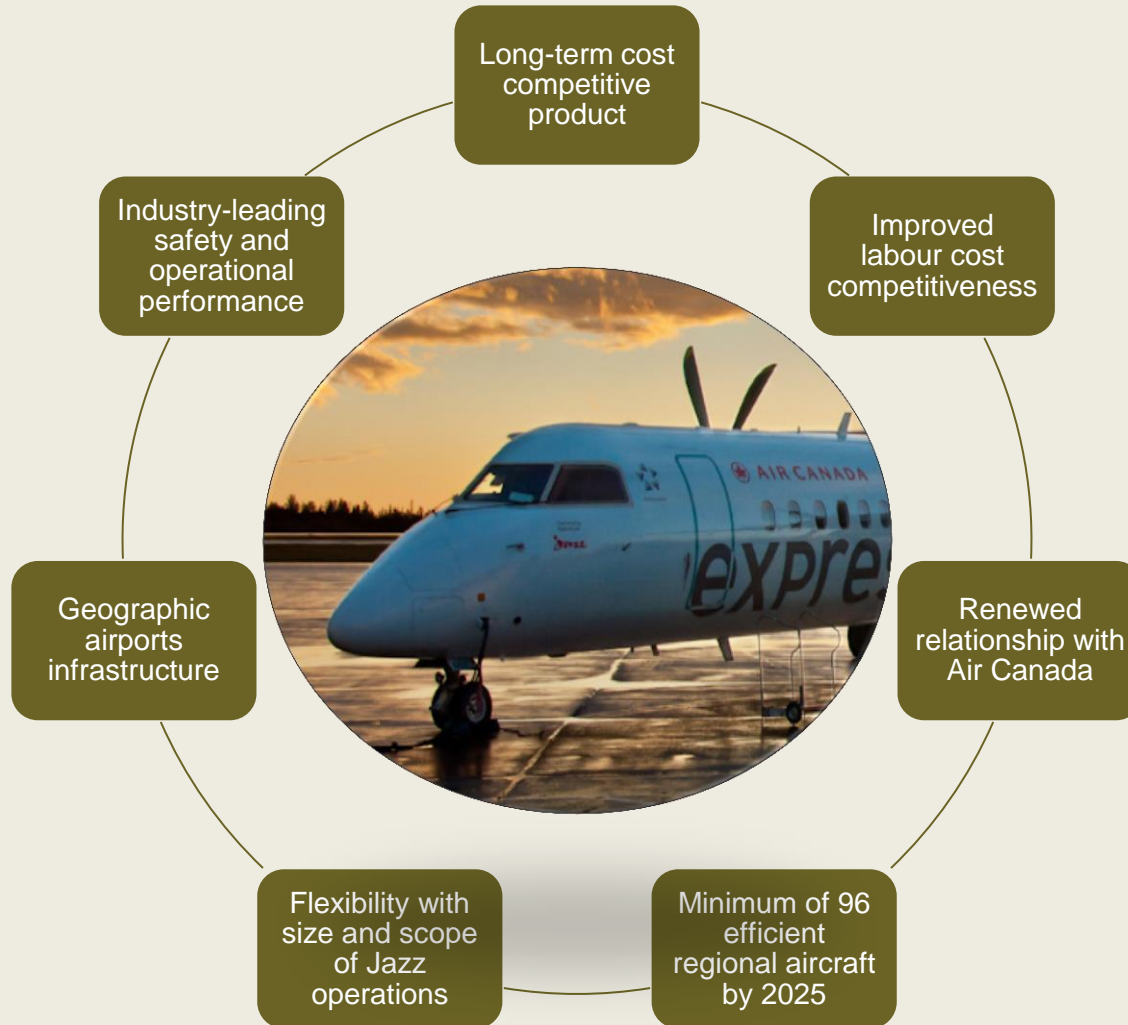 Long-term cost
competitive
product
Improved
labour cost
competitiveness
Renewed
relationship with
Air Canada
Minimum of 96
efficient
regional aircraft
by 2025
Flexibility with
size and scope
of Jazz
operations
Geographic
airports
infrastructure
Industry-leading
safety and
operational
performance
AIR CANADA
Jazz